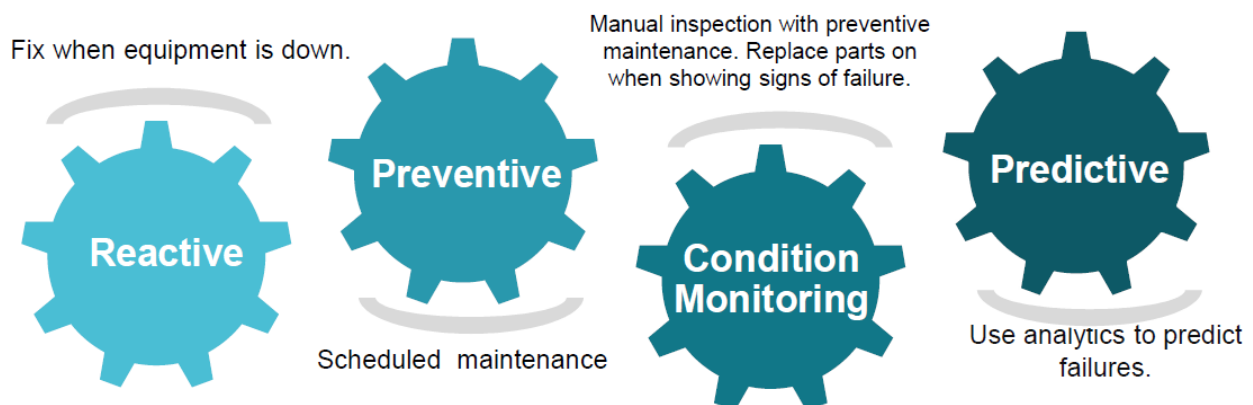 Fix when equipment is down.
Reactive
Preventive
Scheduled maintenance
Manual inspection with preventive
maintenance. Replace parts on
when showing signs of failure.
Condition
Monitoring
Predictive
Use analytics to predict
failures.